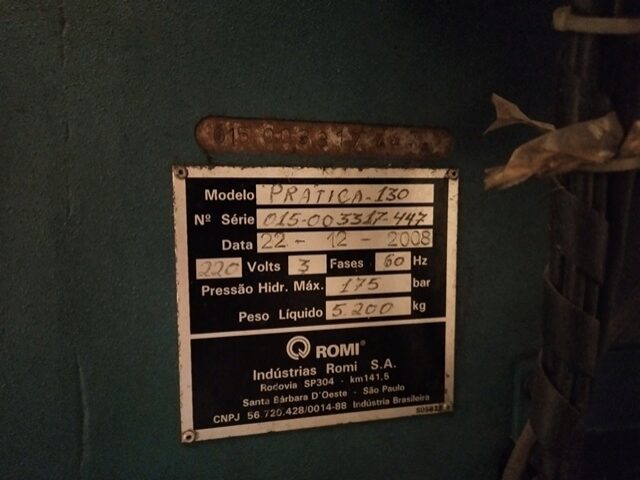 Modelo PRATICA-130
Nº Série 015-003317-447
Data 22 - 12 - 2008
220 Volts 3 Fases 60 Hz
Pressão Hidr. Máx. 175 bar
Peso Líquido 5.200 kg
ROMI
Indústrias Romi S.A.
Rodovia SP304 · km141,5
Santa Bárbara D'Oeste · São Paulo
CNPJ 56.720.428/0014-88 Indústria Brasileira